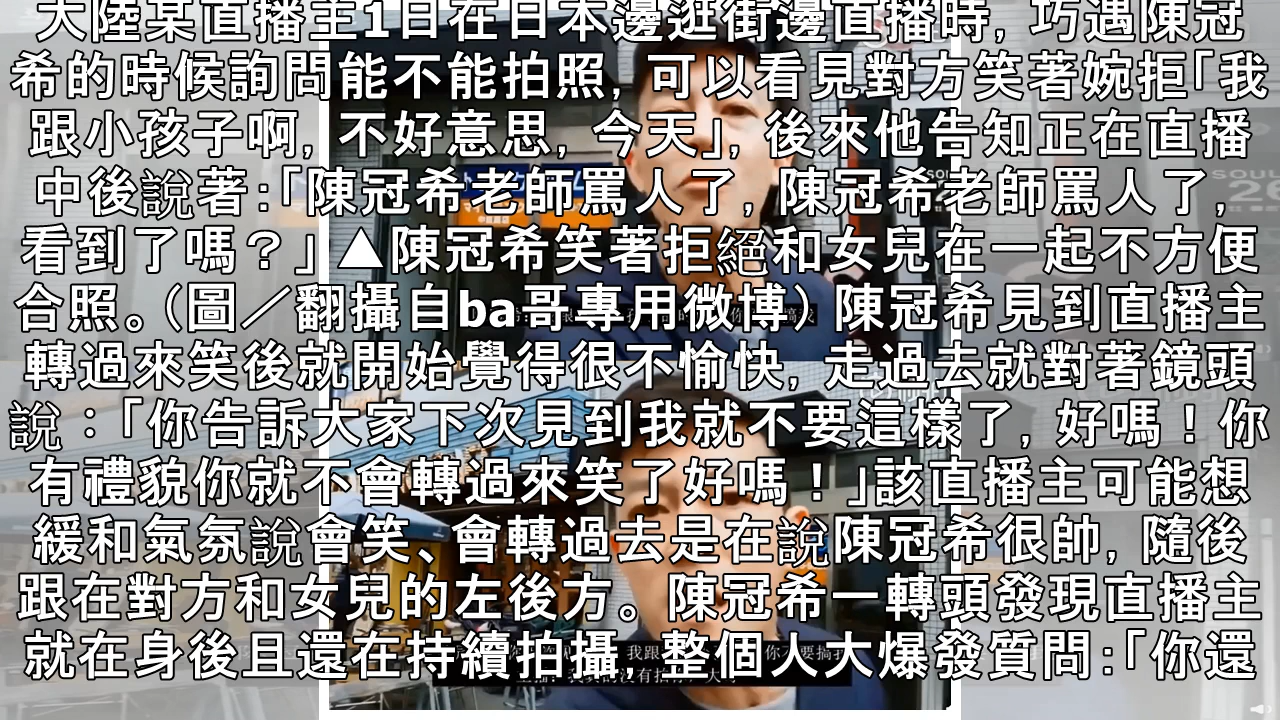 大陸某直播主1日在日本邊逛街邊直播時, 巧遇陳冠
希的時候詢問能不能拍照, 可以看見對方笑著婉拒「我
跟小孩子啊, 不好意思, 今天」, 後來他告知正在直播
中後說著:「陳冠希老師罵人了, 陳冠希老師罵人了,
看到了嗎？」▲陳冠希笑著拒絕和女兒在一起不方便
合照。(圖／翻攝自ba哥專用微博) 陳冠希見到直播主
轉過來笑後就開始覺得很不愉快, 走過去就對著鏡頭
說：「你告訴大家下次見到我就不要這樣了, 好嗎！你
有禮貌你就不會轉過來笑了好嗎！」該直播主可能想
緩和氣氛說會笑、會轉過去是在說陳冠希很帥, 隨後
跟在對方和女兒的左後方。陳冠希一轉頭發現直播主
就在身後且還在持續拍攝, 整個人大爆發質問:「你還